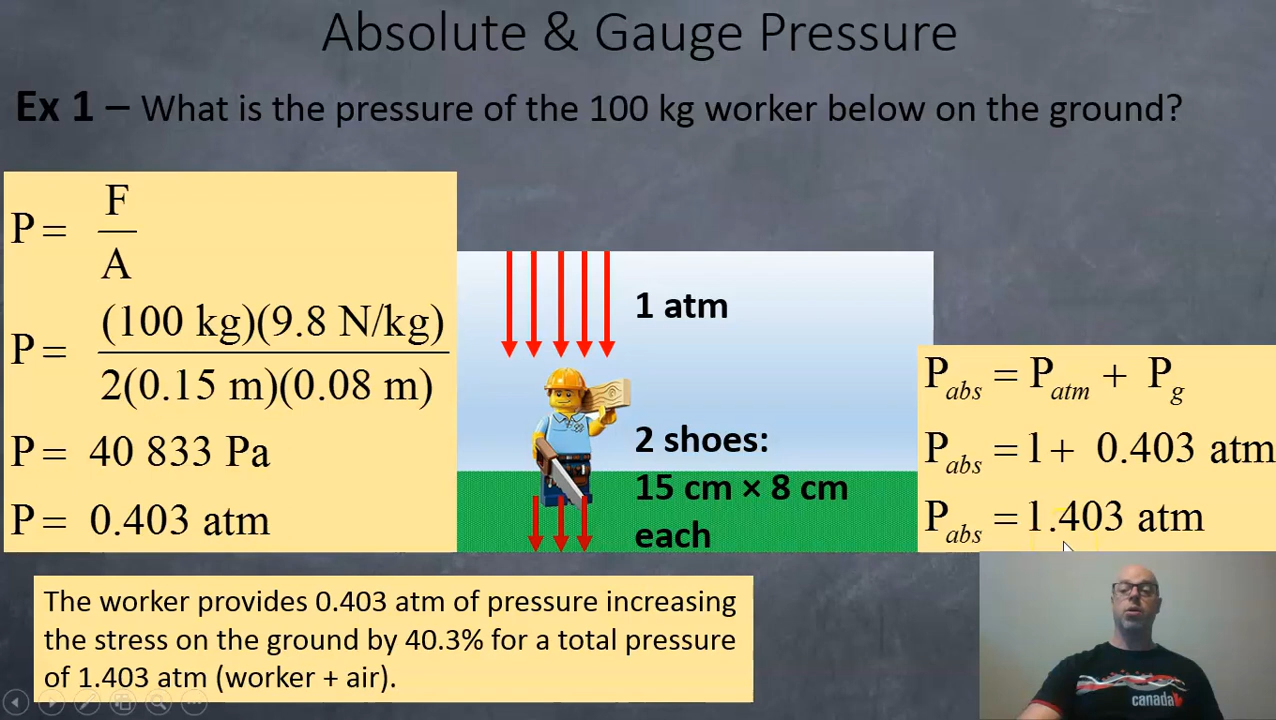 Absolute & Gauge Pressure
Ex 1 – What is the pressure of the 100 kg worker below on the ground?
P = F / A
P = (100 kg)(9.8 N/kg) / 2(0.15 m)(0.08 m)
P = 40 833 Pa
P = 0.403 atm
1 atm
2 shoes:
15 cm × 8 cm
each
P_abs = P_atm + P_g
P_abs = 1 + 0.403 atm
P_abs = 1.403 atm
The worker provides 0.403 atm of pressure increasing
the stress on the ground by 40.3% for a total pressure
of 1.403 atm (worker + air).
canada